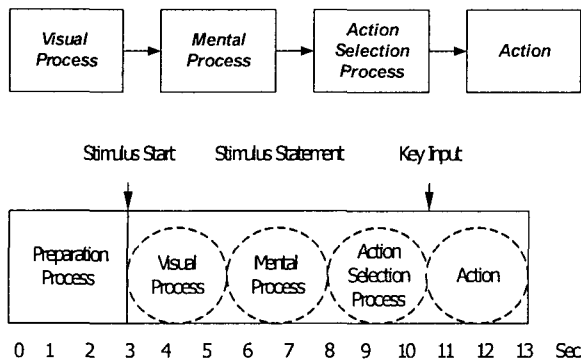 Visual
Process
Mental
Process
Action
Selection
Process
Action
Stimulus Start
Stimulus Statement
Key Input
Preparation
Process
Visual
Process
Mental
Process
Action
Selection
Process
Action
0 1 2 3 4 5 6 7 8 9 10 11 12 13 Sec